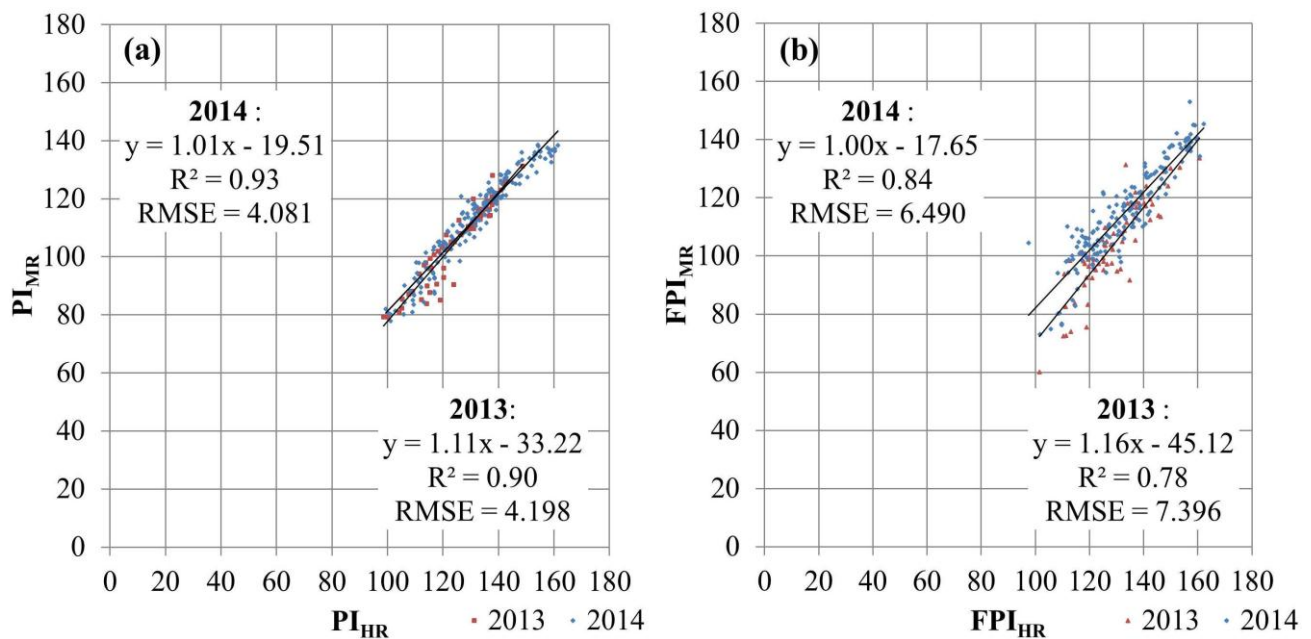 (a)
180
160
140
120
100
80
60
40
20
0
PI_MR
2014 :
y = 1.01x - 19.51
R² = 0.93
RMSE = 4.081
2013:
y = 1.11x - 33.22
R² = 0.90
RMSE = 4.198
0 20 40 60 80 100 120 140 160 180
PI_HR 2013 2014
(b)
180
160
140
120
100
80
60
40
20
0
FPI_MR
2014 :
y = 1.00x - 17.65
R² = 0.84
RMSE = 6.490
2013 :
y = 1.16x - 45.12
R² = 0.78
RMSE = 7.396
0 20 40 60 80 100 120 140 160 180
FPI_HR 2013 2014